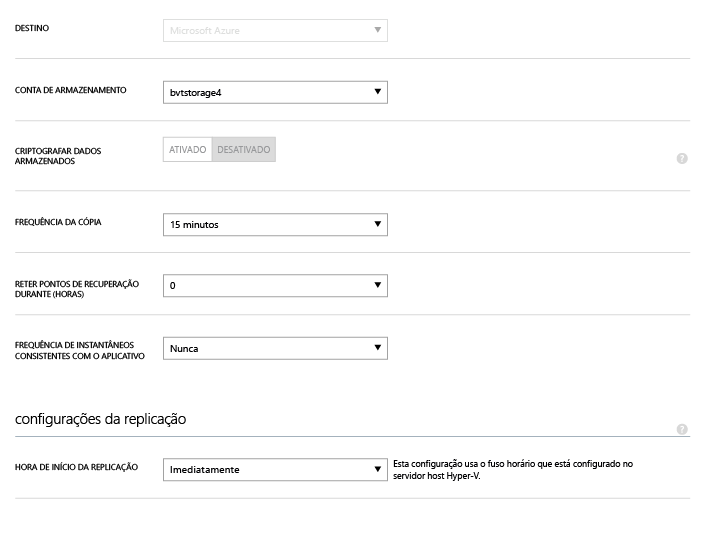 DESTINO
Microsoft Azure
CONTA DE ARMAZENAMENTO
bvtstorage4
CRIPTOGRAFAR DADOS
ARMAZENADOS
ATIVADO DESATIVADO
?
FREQUÊNCIA DA CÓPIA
15 minutos
RETER PONTOS DE RECUPERAÇÃO
DURANTE (HORAS)
0
FREQUÊNCIA DE INSTANTÂNEOS
CONSISTENTES COM O APLICATIVO
Nunca
configurações da replicação
?
HORA DE INÍCIO DA REPLICAÇÃO
Imediatamente
Esta configuração usa o fuso horário que está configurado no
servidor host Hyper-V.